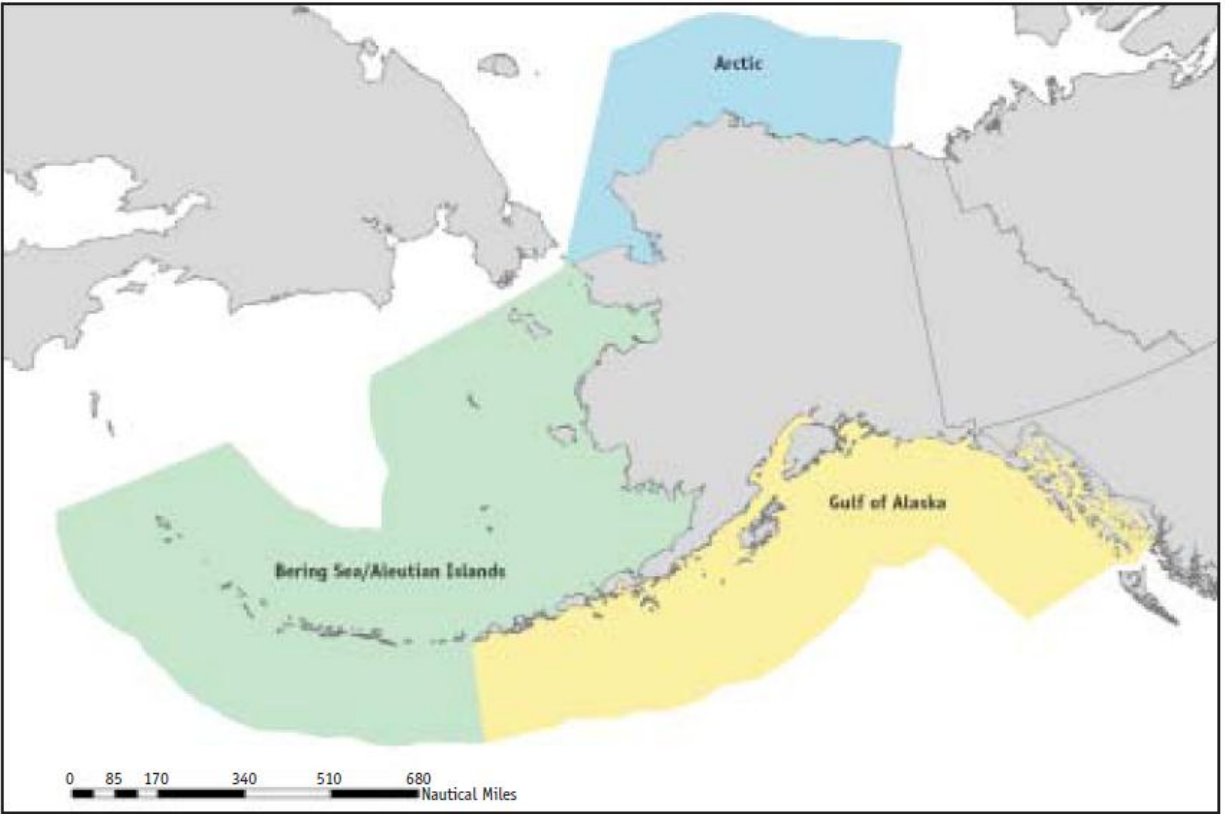 Arctic
Gulf of Alaska
Bering Sea/Aleutian Islands
0 85 170 340 510 680
Nautical Miles